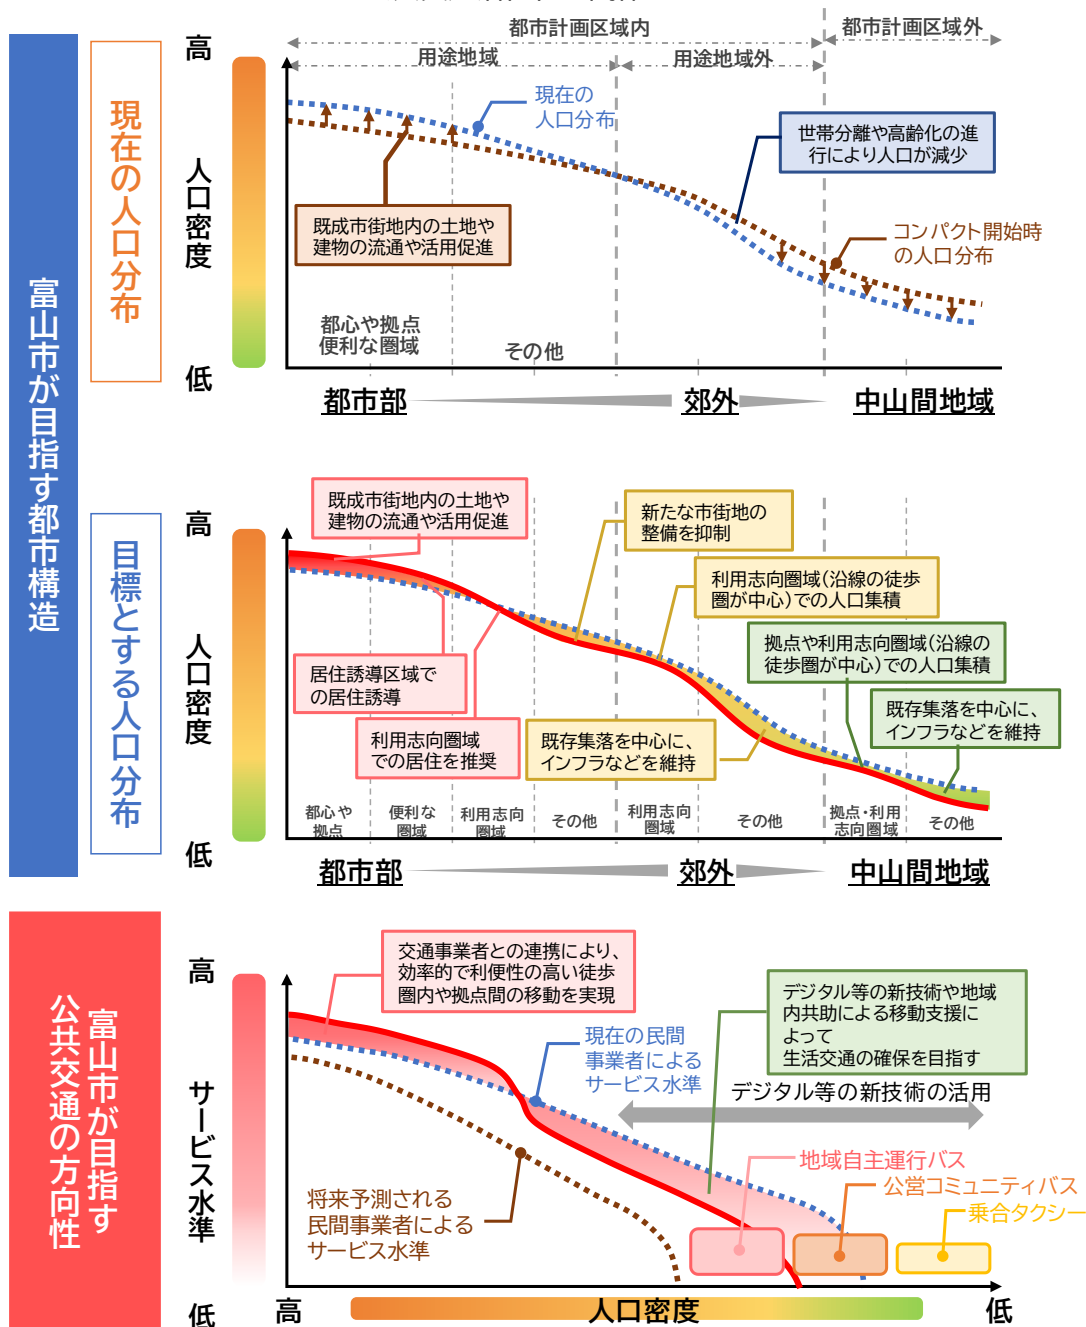 富山市が目指す都市構造
現在の人口分布
高
人口密度
低
都市計画区域内
都市計画区域外
用途地域
用途地域外
現在の
人口分布
世帯分離や高齢化の進
行により人口が減少
既成市街地内の土地や
建物の流通や活用促進
コンパクト開始時
の人口分布
都心や拠点
便利な圏域
その他
都市部
郊外
中山間地域
目標とする人口分布
高
人口密度
低
既成市街地内の土地や
建物の流通や活用促進
新たな市街地の
整備を抑制
利用志向圏域(沿線の徒歩
圏が中心)での人口集積
拠点や利用志向圏域(沿線の
徒歩圏が中心)での人口集積
居住誘導区域で
の居住誘導
利用志向圏域
での居住を推奨
既存集落を中心に、
インフラなどを維持
既存集落を中心に、
インフラなどを維持
都心や
拠点
便利な
圏域
利用志向
圏域
その他
利用志向
圏域
その他
拠点・利用
志向圏域
その他
都市部
郊外
中山間地域
富山市が目指す
公共交通の方向性
高
サービス水準
低
交通事業者との連携により、
効率的で利便性の高い徒歩
圏内や拠点間の移動を実現
現在の民間
事業者による
サービス水準
デジタル等の新技術や地域
内共助による移動支援に
よって
生活交通の確保を目指す
デジタル等の新技術の活用
地域自主運行バス
公営コミュニティバス
乗合タクシー
将来予測される
民間事業者による
サービス水準
高
人口密度
低